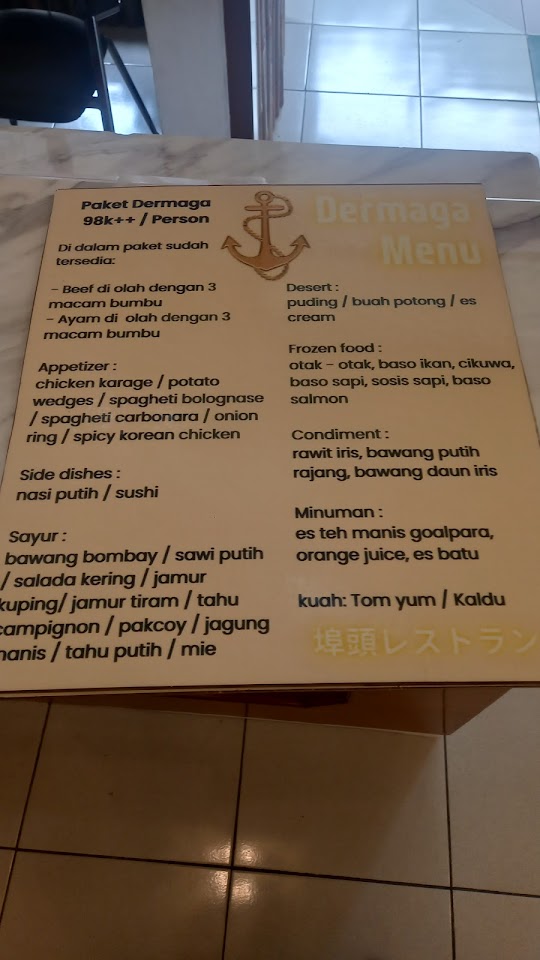 Paket Dermaga
98k++ / Person
Di dalam paket sudah
tersedia:
- Beef di olah dengan 3
macam bumbu
- Ayam di olah dengan 3
macam bumbu
Appetizer :
chicken karage / potato
wedges / spagheti bolognase
/ spagheti carbonara / onion
ring / spicy korean chicken
Side dishes :
nasi putih / sushi
Sayur :
bawang bombay / sawi putih
/ salada kering / jamur
kuping/ jamur tiram / tahu
campignon / pakcoy / jagung
manis / tahu putih / mie
Dermaga
Menu
Desert :
puding / buah potong / es
cream
Frozen food :
otak - otak, baso ikan, cikuwa,
baso sapi, sosis sapi, baso
salmon
Condiment :
rawit iris, bawang putih
rajang, bawang daun iris
Minuman :
es teh manis goalpara,
orange juice, es batu
kuah: Tom yum / Kaldu
埠頭レストラン